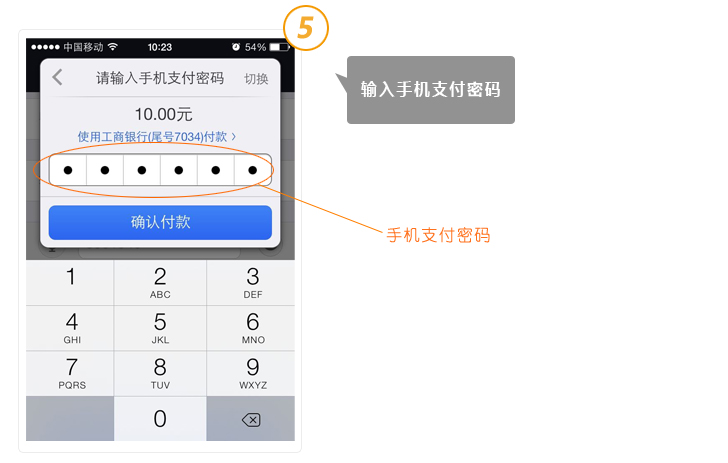 5
中国移动 10:23 54%
请输入手机支付密码 切换
10.00元
使用工商银行(尾号7034)付款
确认付款
输入手机支付密码
手机支付密码
1 2 3
ABC DEF
4 5 6
GHI JKL MNO
7 8 9
PQRS TUV WXYZ
0